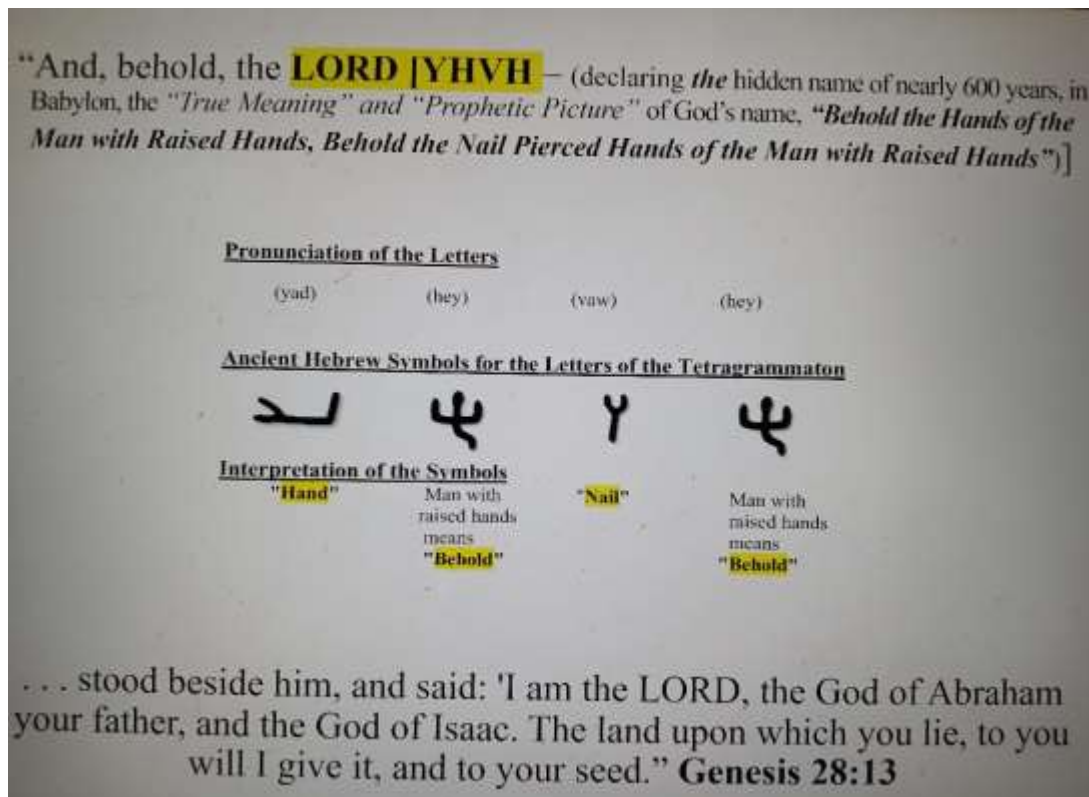 “And, behold, the LORD [YHVH – (declaring the hidden name of nearly 600 years, in
Babylon, the “True Meaning” and “Prophetic Picture” of God’s name, “Behold the Hands of the
Man with Raised Hands, Behold the Nail Pierced Hands of the Man with Raised Hands”)]
Pronunciation of the Letters
(yad) (hey) (vaw) (hey)
Ancient Hebrew Symbols for the Letters of the Tetragrammaton
Interpretation of the Symbols
"Hand" Man with "Nail" Man with
raised hands raised hands
means means
"Behold" "Behold"
. . . stood beside him, and said: 'I am the LORD, the God of Abraham
your father, and the God of Isaac. The land upon which you lie, to you
will I give it, and to your seed.” Genesis 28:13